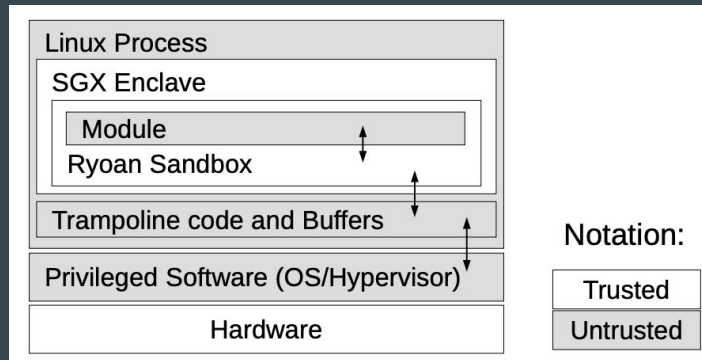 Linux Process
SGX Enclave
Module
Ryoan Sandbox
Trampoline code and Buffers
Privileged Software (OS/Hypervisor)
Hardware
Notation:
Trusted
Untrusted